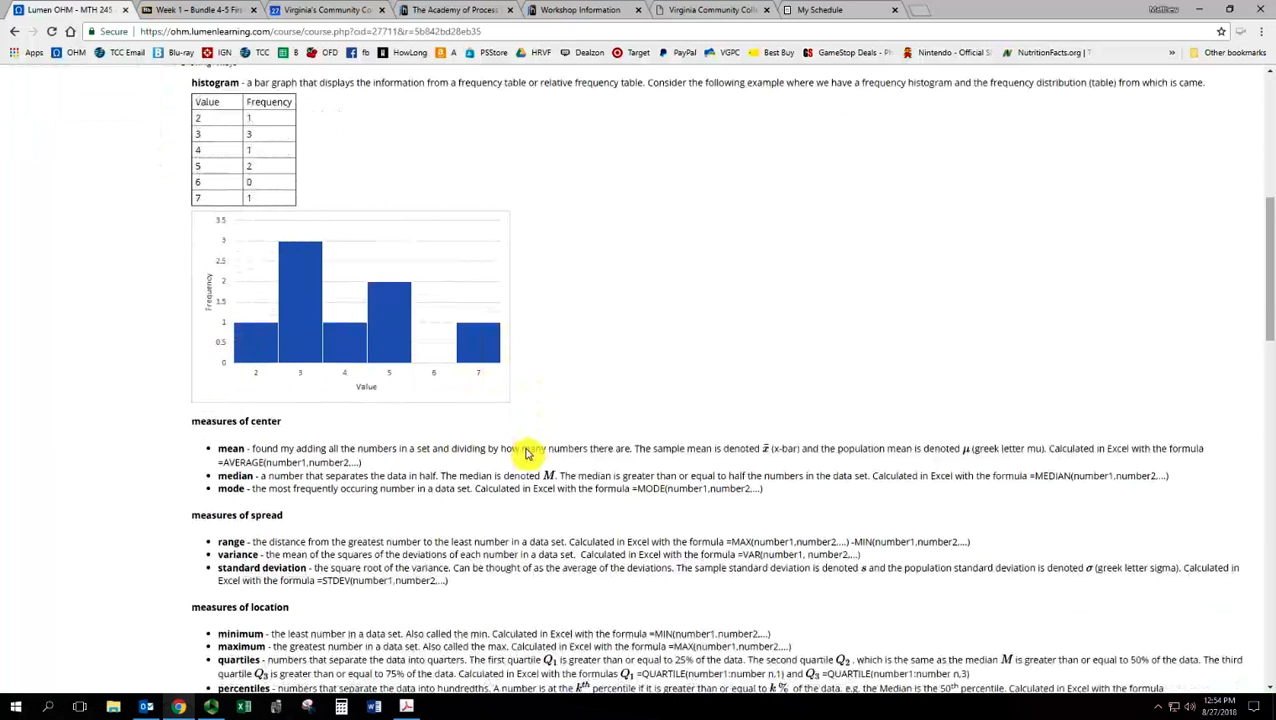 Matthew
Lumen OHM - MTH 245
Week 1 ~ Bundle 4-5 Firs
Virginia's Community Co
The Academy of Process
Workshop Information
Virginia Community Colle
My Schedule
Secure https://ohm.lumenlearning.com/course/course.php?cid=27711&r=5b842bd28eb35
Apps OHM TCC Email Blu-ray IGN TCC B OFD f HowLong A PSStore HRVF Dealzon Target PayPal VGPC Best Buy GameStop Deals - Ph Nintendo - Official S NutritionFacts.org | T Other bookmarks
histogram - a bar graph that displays the information from a frequency table or relative frequency table. Consider the following example where we have a frequency histogram and the frequency distribution (table) from which is came.
Value Frequency
2 1
3 3
4 1
5 2
6 0
7 1
3.5
3
2.5
2
1.5
1
0.5
0
Frequency
2 3 4 5 6 7
Value
measures of center
• mean - found my adding all the numbers in a set and dividing by how many numbers there are. The sample mean is denoted x̄ (x-bar) and the population mean is denoted μ (greek letter mu). Calculated in Excel with the formula
=AVERAGE(number1,number2,...)
• median - a number that separates the data in half. The median is denoted M. The median is greater than or equal to half the numbers in the data set. Calculated in Excel with the formula =MEDIAN(number1,number2,...)
• mode - the most frequently occuring number in a data set. Calculated in Excel with the formula =MODE(number1,number2,...)
measures of spread
• range - the distance from the greatest number to the least number in a data set. Calculated in Excel with the formula =MAX(number1,number2,...) -MIN(number1,number2,...)
• variance - the mean of the squares of the deviations of each number in a data set. Calculated in Excel with the formula =VAR(number1, number2,...)
• standard deviation - the square root of the variance. Can be thought of as the average of the deviations. The sample standard deviation is denoted s and the population standard deviation is denoted σ (greek letter sigma). Calculated in
Excel with the formula =STDEV(number1,number2,...)
measures of location
• minimum - the least number in a data set. Also called the min. Calculated in Excel with the formula =MIN(number1,number2,...)
• maximum - the greatest number in a data set. Also called the max. Calculated in Excel with the formula =MAX(number1,number2,...)
• quartiles - numbers that separate the data into quarters. The first quartile Q1 is greater than or equal to 25% of the data. The second quartile Q2 , which is the same as the median M is greater than or equal to 50% of the data. The third
quartile Q3 is greater than or equal to 75% of the data. Calculated in Excel with the formulas Q1 =QUARTILE(number1:number n,1) and Q3 =QUARTILE(number1:number n,3)
• percentiles - numbers that separate the data into hundredths. A number is at the kth percentile if it is greater than or equal to k% of the data. e.g. the Median is the 50th percentile. Calculated in Excel with the formula
12:54 PM
8/27/2018